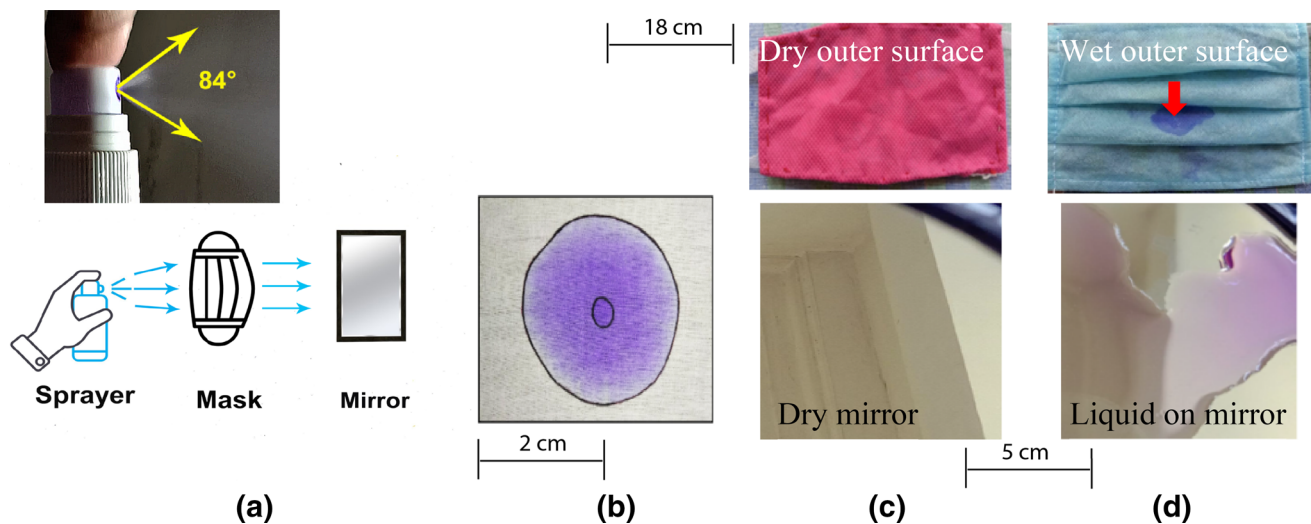 84°
Sprayer
Mask
Mirror
(a)
18 cm
2 cm
(b)
Dry outer surface
Dry mirror
(c)
Wet outer surface
Liquid on mirror
5 cm
(d)